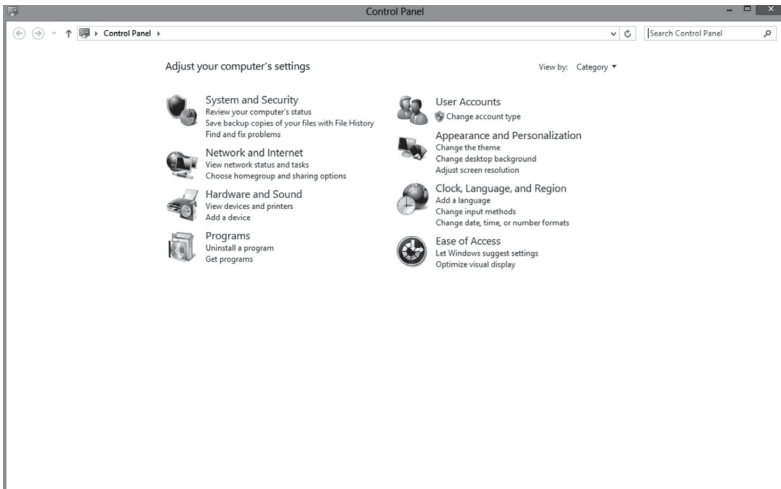 Control Panel
Control Panel
Search Control Panel
Adjust your computer's settings
View by: Category
System and Security
Review your computer's status
Save backup copies of your files with File History
Find and fix problems
Network and Internet
View network status and tasks
Choose homegroup and sharing options
Hardware and Sound
View devices and printers
Add a device
Programs
Uninstall a program
Get programs
User Accounts
Change account type
Appearance and Personalization
Change the theme
Change desktop background
Adjust screen resolution
Clock, Language, and Region
Add a language
Change input methods
Change date, time, or number formats
Ease of Access
Let Windows suggest settings
Optimize visual display